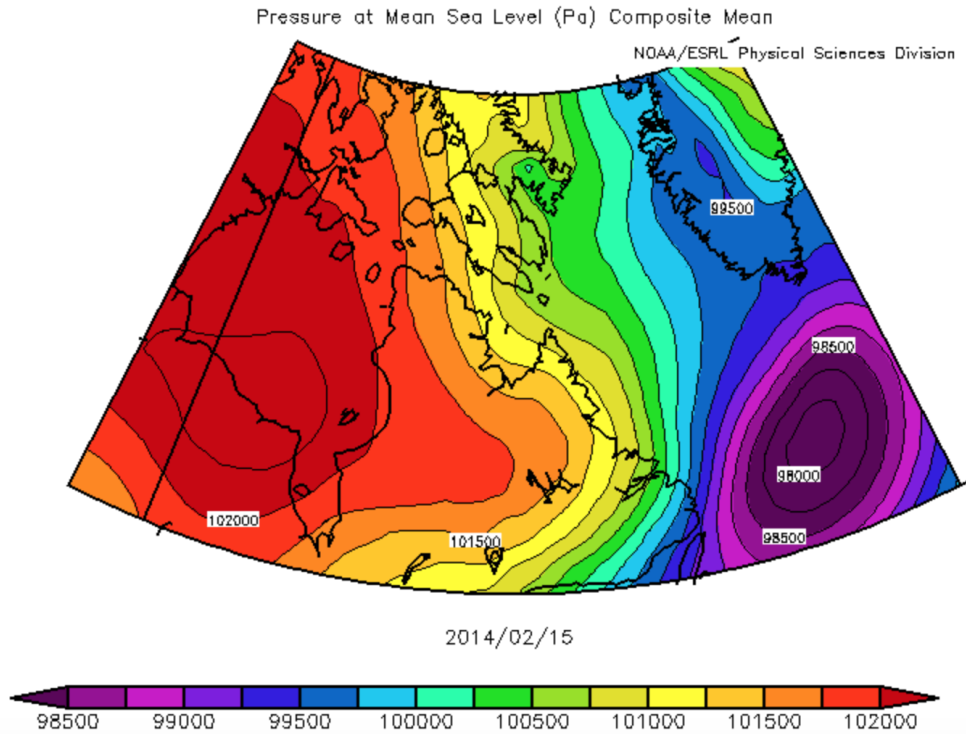 Pressure at Mean Sea Level (Pa) Composite Mean
NOAA/ESRL Physical Sciences Division
99500
98500
98000
102000
101500
98500
2014/02/15
98500 99000 99500 100000 100500 101000 101500 102000